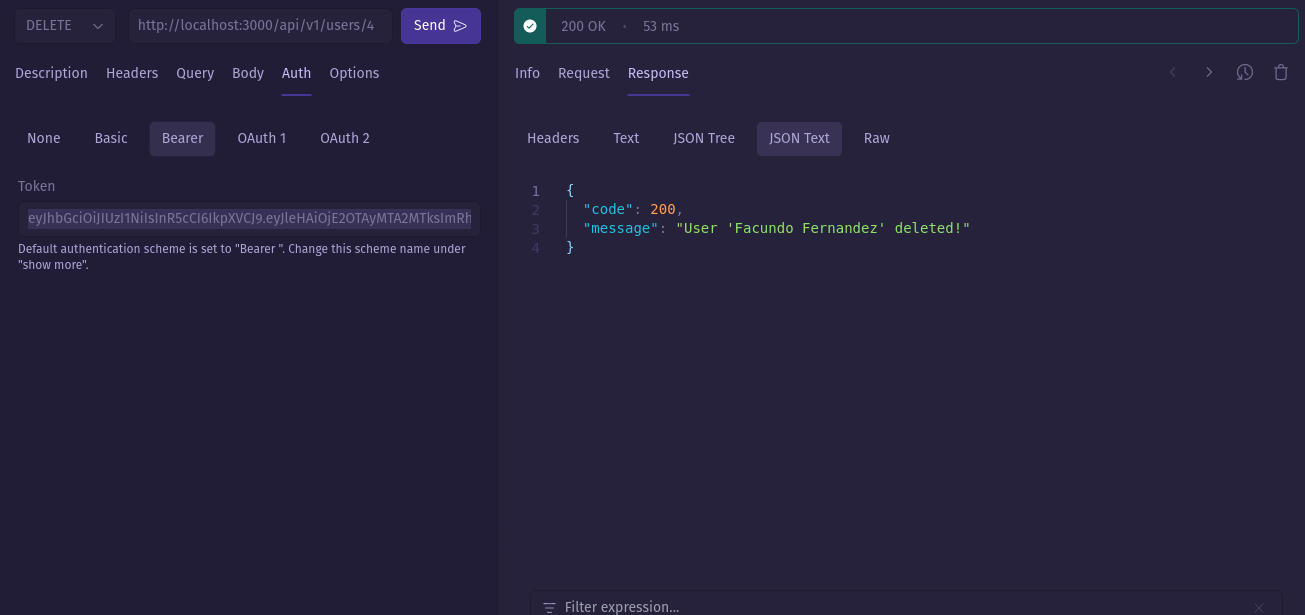 DELETE
http://localhost:3000/api/v1/users/4
Send
200 OK • 53 ms
Description Headers Query Body Auth Options
Info Request Response
None Basic Bearer OAuth 1 OAuth 2
Headers Text JSON Tree JSON Text Raw
Token
eyJhbGciOiJIUzI1NiIsInR5cCI6IkpXVCJ9.eyJleHAiOjE2OTAyMTA2MTksImRh
Default authentication scheme is set to "Bearer ". Change this scheme name under
"show more".
1 {
2 "code": 200,
3 "message": "User 'Facundo Fernandez' deleted!"
4 }
Filter expression...